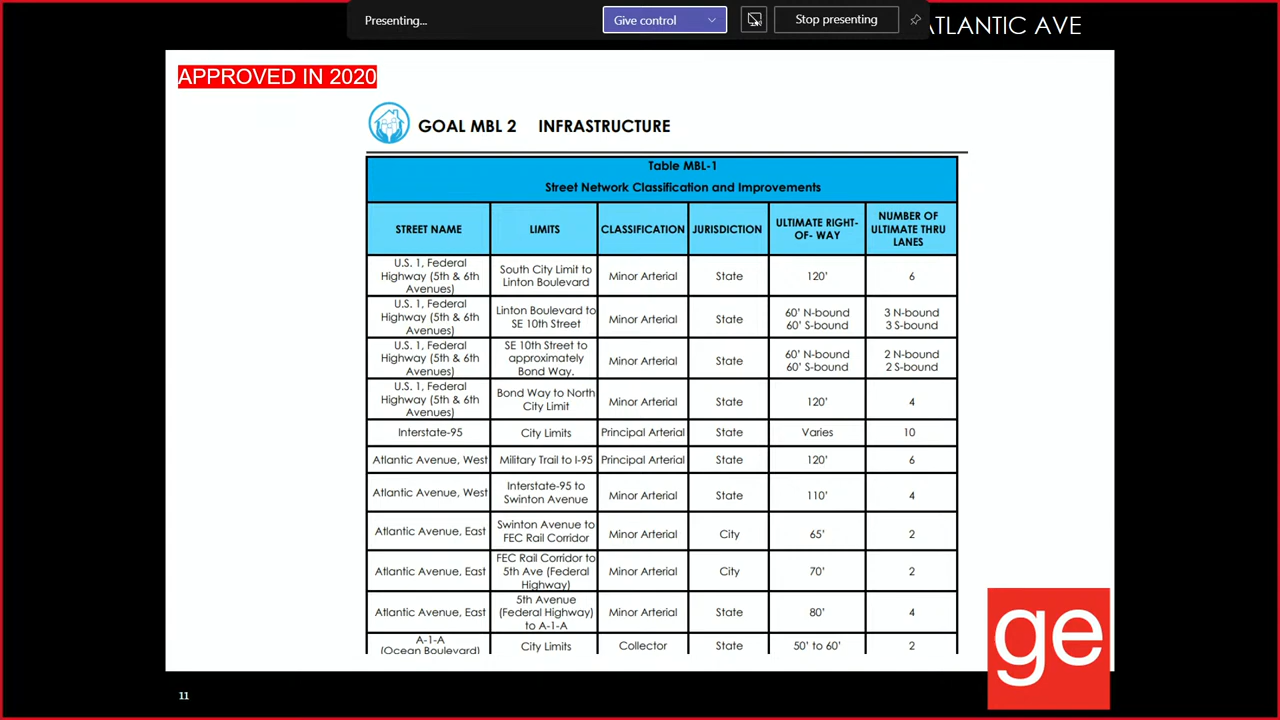 Presenting...
Give control
Stop presenting
ATLANTIC AVE
APPROVED IN 2020
GOAL MBL 2 INFRASTRUCTURE
Table MBL-1
Street Network Classification and Improvements
STREET NAME
LIMITS
CLASSIFICATION
JURISDICTION
ULTIMATE RIGHT-
OF- WAY
NUMBER OF
ULTIMATE THRU
LANES
U.S. 1, Federal
Highway (5th & 6th
Avenues)
South City Limit to
Linton Boulevard
Minor Arterial
State
120’
6
U.S. 1, Federal
Highway (5th & 6th
Avenues)
Linton Boulevard to
SE 10th Street
Minor Arterial
State
60’ N-bound
60’ S-bound
3 N-bound
3 S-bound
U.S. 1, Federal
Highway (5th & 6th
Avenues)
SE 10th Street to
approximately
Bond Way.
Minor Arterial
State
60’ N-bound
60’ S-bound
2 N-bound
2 S-bound
U.S. 1, Federal
Highway (5th & 6th
Avenues)
Bond Way to North
City Limit
Minor Arterial
State
120’
4
Interstate-95
City Limits
Principal Arterial
State
Varies
10
Atlantic Avenue, West
Military Trail to I-95
Principal Arterial
State
120’
6
Atlantic Avenue, West
Interstate-95 to
Swinton Avenue
Minor Arterial
State
110’
4
Atlantic Avenue, East
Swinton Avenue to
FEC Rail Corridor
Minor Arterial
City
65’
2
Atlantic Avenue, East
FEC Rail Corridor to
5th Ave (Federal
Highway)
Minor Arterial
City
70’
2
Atlantic Avenue, East
5th Avenue
(Federal Highway)
to A-1-A
Minor Arterial
State
80’
4
A-1-A
(Ocean Boulevard)
City Limits
Collector
State
50’ to 60’
2
ge
11